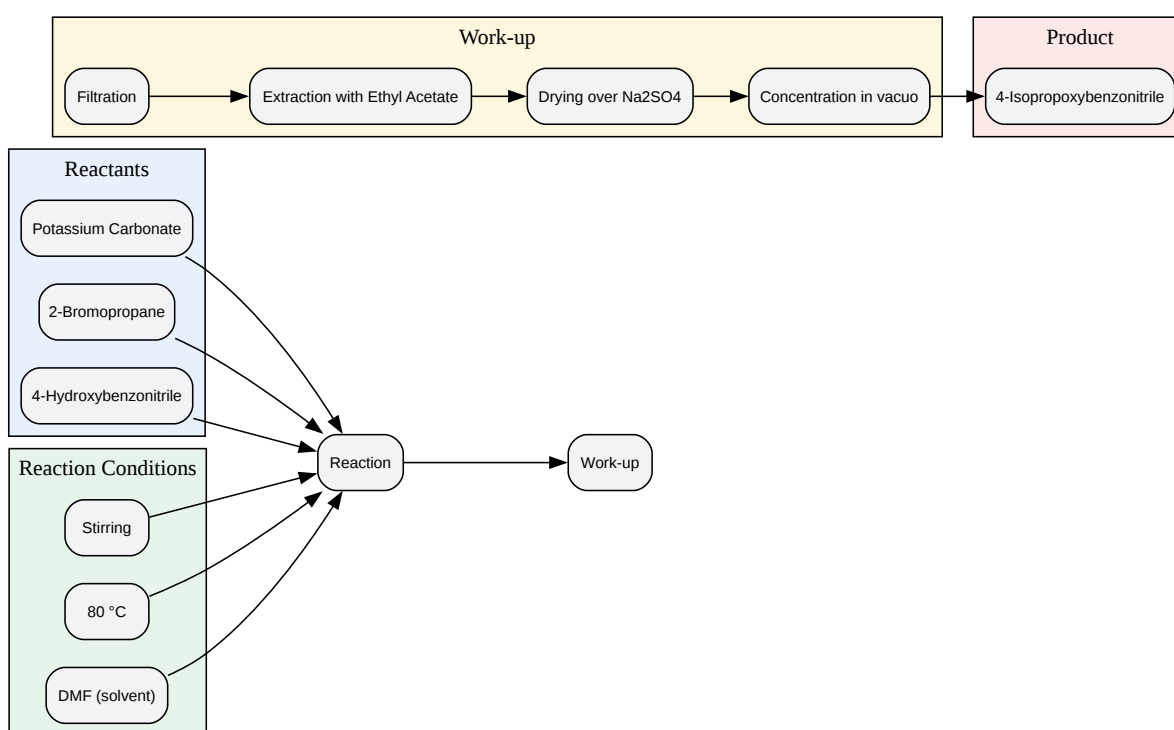 Work-up
Filtration
Extraction with Ethyl Acetate
Drying over Na2SO4
Concentration in vacuo
Product
4-Isopropoxybenzonitrile
Reactants
Potassium Carbonate
2-Bromopropane
4-Hydroxybenzonitrile
Reaction Conditions
Stirring
80 °C
DMF (solvent)
Reaction
Work-up